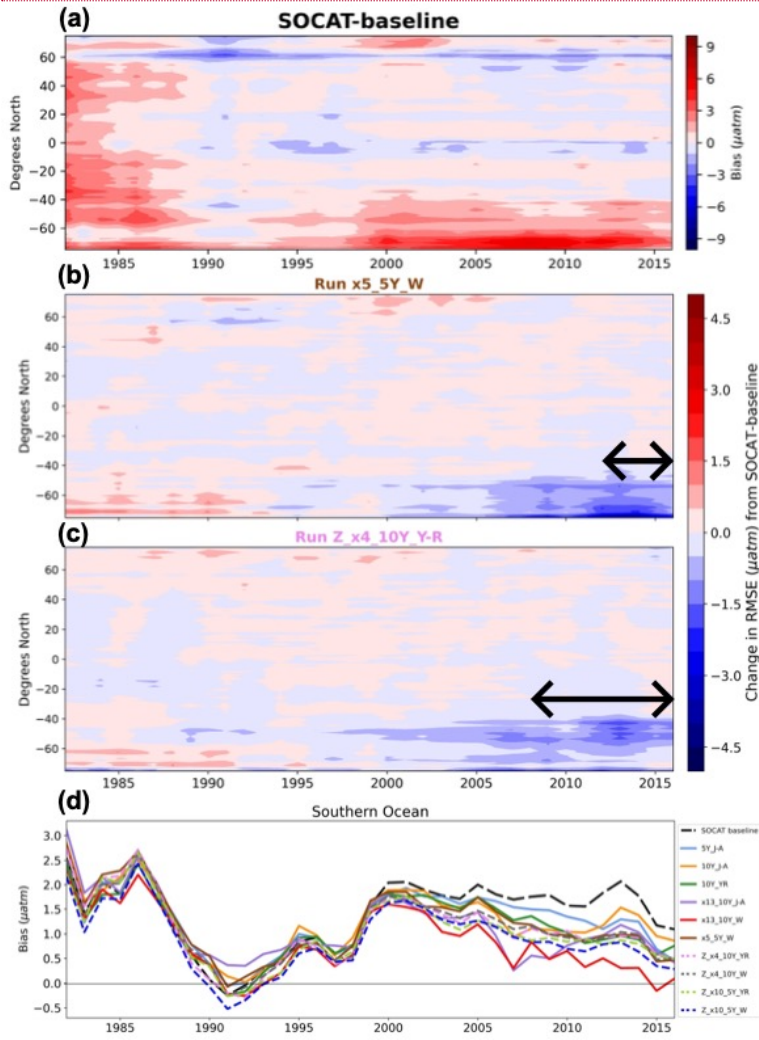 (a)
SOCAT-baseline
60
40
20
0
−20
−40
−60
Degrees North
1985 1990 1995 2000 2005 2010 2015
9
6
3
0
−3
−6
−9
Bias (μatm)
(b)
Run x5_5Y_W
60
40
20
0
−20
−40
−60
Degrees North
(c)
Run Z_x4_10Y_Y-R
60
40
20
0
−20
−40
−60
Degrees North
1985 1990 1995 2000 2005 2010 2015
4.5
3.0
1.5
0.0
−1.5
−3.0
−4.5
Change in RMSE (μatm) from SOCAT-baseline
(d)
Southern Ocean
3.0
2.5
2.0
1.5
1.0
0.5
0.0
−0.5
Bias (μatm)
1985 1990 1995 2000 2005 2010 2015
SOCAT baseline
5Y_J-A
10Y_J-A
10Y_YR
x13_10Y_J-A
x13_10Y_W
x5_5Y_W
Z_x4_10Y_YR
Z_x4_10Y_W
Z_x10_5Y_YR
Z_x10_5Y_W